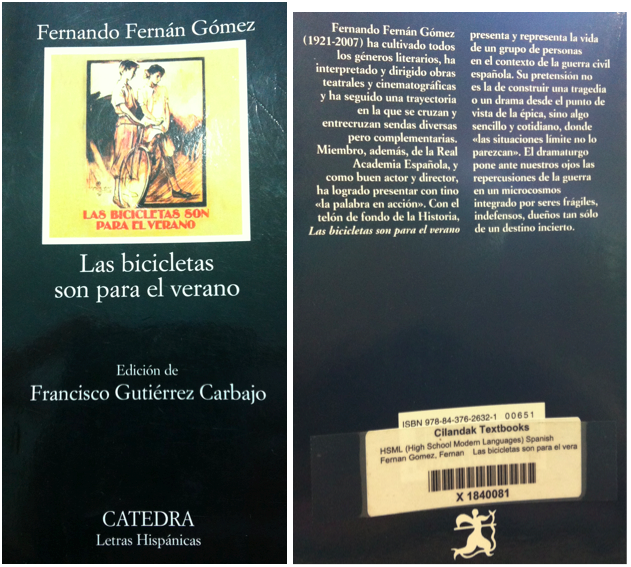 Fernando Fernán Gómez
LAS BICICLETAS SON
PARA EL VERANO
Las bicicletas
son para el verano
Edición de
Francisco Gutiérrez Carbajo
CATEDRA
Letras Hispánicas
Fernando Fernán Gómez
(1921-2007) ha cultivado todos
los géneros literarios, ha
interpretado y dirigido obras
teatrales y cinematográficas
y ha seguido una trayectoria
en la que se cruzan y
entrecruzan sendas diversas
pero complementarias.
Miembro, además, de la Real
Academia Española, y
como buen actor y director,
ha logrado presentar con tino
«la palabra en acción». Con el
telón de fondo de la Historia,
Las bicicletas son para el verano
presenta y representa la vida
de un grupo de personas
en el contexto de la guerra civil
española. Su pretensión no
es la de construir una tragedia
o un drama desde el punto de
vista de la épica, sino algo
sencillo y cotidiano, donde
«las situaciones límite no lo
parezcan». El dramaturgo
pone ante nuestros ojos las
repercusiones de la guerra
en un microcosmos
integrado por seres frágiles,
indefensos, dueños tan sólo
de un destino incierto.
ISBN 978-84-376-2632-1 00651
Cilandak Textbooks
HSML (High School Modern Languages) Spanish
Fernan Gomez, Fernan Las bicicletas son para el vera
X 1840081